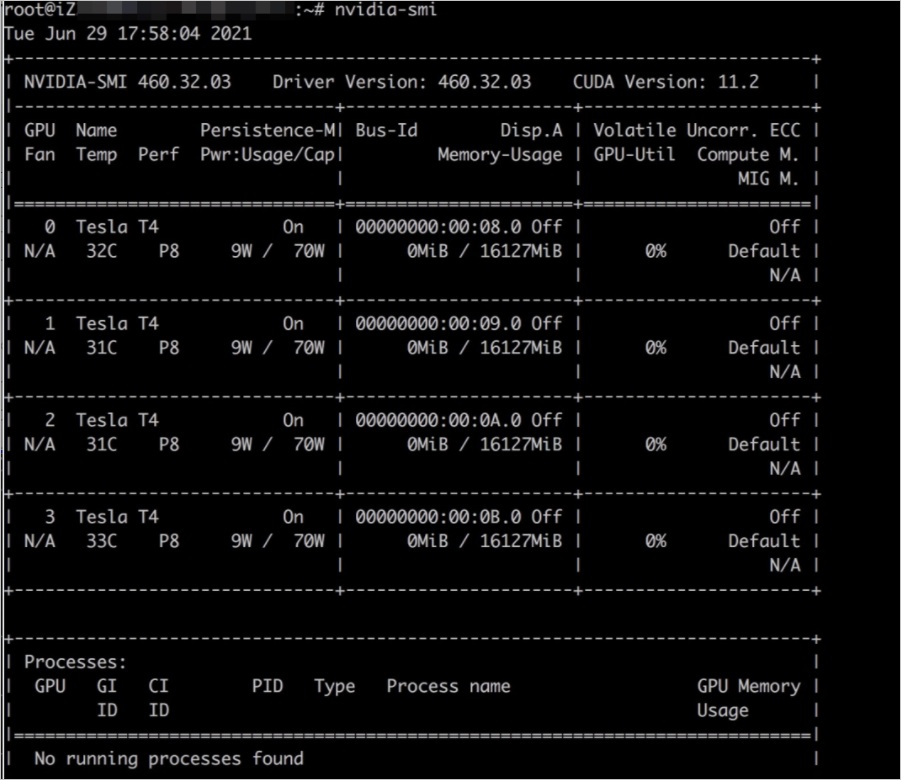 root@iZ :~# nvidia-smi
Tue Jun 29 17:58:04 2021
+-----------------------------------------------------------------------------+
| NVIDIA-SMI 460.32.03    Driver Version: 460.32.03    CUDA Version: 11.2     |
|-------------------------------+----------------------+----------------------+
| GPU  Name        Persistence-M| Bus-Id        Disp.A | Volatile Uncorr. ECC |
| Fan  Temp  Perf  Pwr:Usage/Cap|         Memory-Usage | GPU-Util  Compute M. |
|                               |                      |               MIG M. |
|===============================+======================+======================|
|   0  Tesla T4            On   | 00000000:00:08.0 Off |                  Off |
| N/A   32C    P8     9W /  70W |      0MiB / 16127MiB |      0%      Default |
|                               |                      |                  N/A |
+-------------------------------+----------------------+----------------------+
|   1  Tesla T4            On   | 00000000:00:09.0 Off |                  Off |
| N/A   31C    P8     9W /  70W |      0MiB / 16127MiB |      0%      Default |
|                               |                      |                  N/A |
+-------------------------------+----------------------+----------------------+
|   2  Tesla T4            On   | 00000000:00:0A.0 Off |                  Off |
| N/A   31C    P8     9W /  70W |      0MiB / 16127MiB |      0%      Default |
|                               |                      |                  N/A |
+-------------------------------+----------------------+----------------------+
|   3  Tesla T4            On   | 00000000:00:0B.0 Off |                  Off |
| N/A   33C    P8     9W /  70W |      0MiB / 16127MiB |      0%      Default |
|                               |                      |                  N/A |
+-------------------------------+----------------------+----------------------+
+-----------------------------------------------------------------------------+
| Processes:                                                                  |
|  GPU   GI   CI        PID   Type   Process name                  GPU Memory |
|        ID   ID                                                   Usage      |
|=============================================================================|
|  No running processes found                                                 |